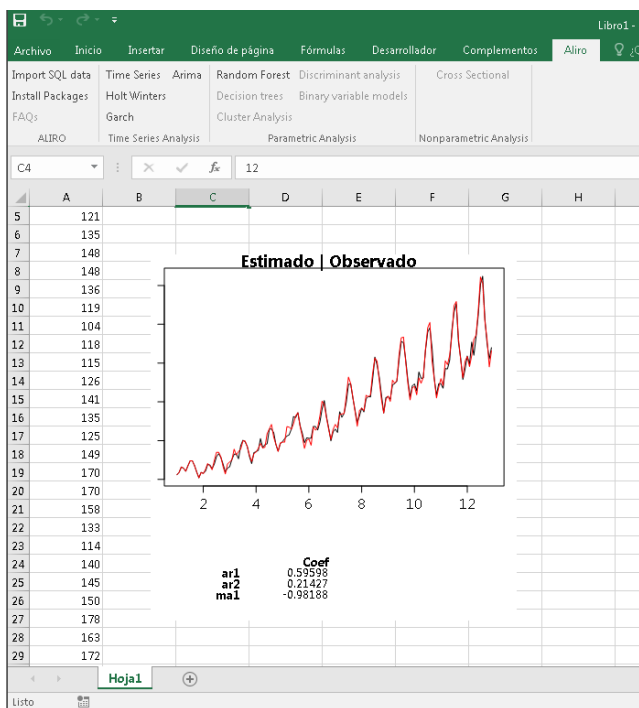 Libro1 -
Archivo Inicio Insertar Diseño de página Fórmulas Desarrollador Complementos Aliro
Import SQL data Time Series Arima Random Forest Discriminant analysis Cross Sectional
Install Packages Holt Winters Decision trees Binary variable models
FAQs Garch Cluster Analysis
ALIRO Time Series Analysis Parametric Analysis Nonparametric Analysis
C4 fx 12
A B C D E F G H
5 121
6 135
7 148
Estimado | Observado
8 148
9 136
10 119
11 104
12 118
13 115
14 126
15 141
16 135
17 125
18 149
19 170
20 170
21 158
2 4 6 8 10 12
22 133
23 114
24 140
Coef
ar1 0.59598
25 145
ar2 0.21427
26 150
ma1 -0.98188
27 178
28 163
29 172
Hoja1
Listo